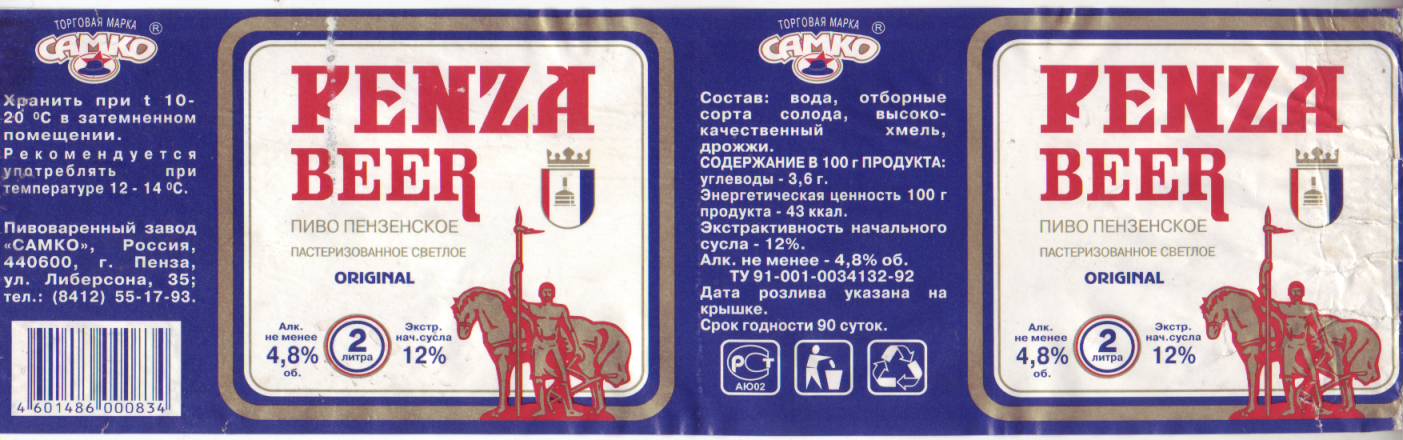 ТОРГОВАЯ МАРКА ®
САМКО
Хранить при t 10-
20 ⁰С в затемненном
помещении.
Рекомендуется
употреблять при
температуре 12 - 14 ⁰С.
Пивоваренный завод
«САМКО», Россия,
440600, г. Пенза,
ул. Либерсона, 35;
тел.: (8412) 55-17-93.
4 601486 000834
PENZA
BEER
ПИВО ПЕНЗЕНСКОЕ
ПАСТЕРИЗОВАННОЕ СВЕТЛОЕ
ORIGINAL
Алк.
не менее
4,8%
об.
2
литра
Экстр.
нач.сусла
12%
ТОРГОВАЯ МАРКА ®
САМКО
Состав: вода, отборные
сорта солода, высоко-
качественный хмель,
дрожжи.
СОДЕРЖАНИЕ В 100 г ПРОДУКТА:
углеводы - 3,6 г.
Энергетическая ценность 100 г
продукта - 43 ккал.
Экстрактивность начального
сусла - 12%.
Алк. не менее - 4,8% об.
ТУ 91-001-0034132-92
Дата розлива указана на
крышке.
Срок годности 90 суток.
РСТ
АЮ02
PENZA
BEER
ПИВО ПЕНЗЕНСКОЕ
ПАСТЕРИЗОВАННОЕ СВЕТЛОЕ
ORIGINAL
Алк.
не менее
4,8%
об.
2
литра
Экстр.
нач.сусла
12%